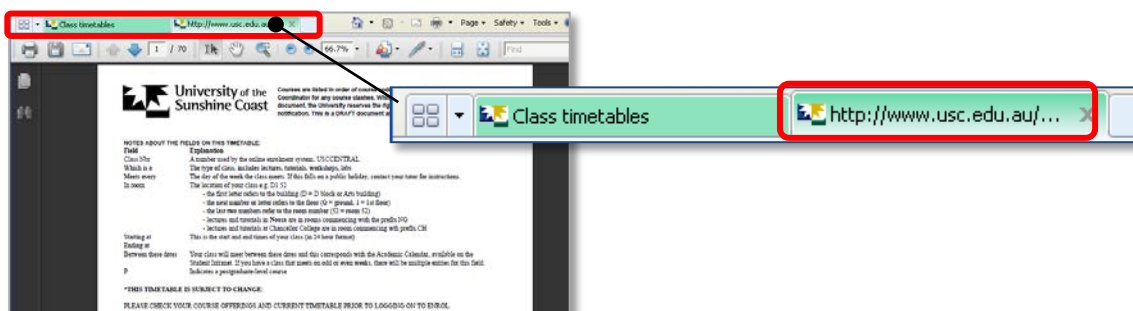 Class timetables
http://www.usc.edu.au
Page Safety Tools
1 / 70
66.7%
Find
University of the
Sunshine Coast
Courses are listed in order of course
Coordinator for any course clashes.
document, the University reserves the
notification. This is a DRAFT document
Class timetables
http://www.usc.edu.au/...
NOTES ABOUT THE FIELDS ON THIS TIMETABLE:
Field Explanation
Class Nbr A number used by the online enrolment system, USCCENTRAL
Which is a The type of class, includes lectures, tutorials, workshops, labs
Meets every The day of the week the class meets. If this falls on a public holiday, contact your tutor for instructions.
In room The location of your class e.g. D1 52
- the first letter refers to the building (D = D block or Arts building)
- the next number or letter refers to the floor (G = ground, 1 = 1st floor)
- the last two numbers refer to the room number (52 = room 52)
- lectures and tutorials in Noosa are in rooms commencing with the prefix NG
- lectures and tutorials at Chancellor College are in room commencing wth prefix CH
Starting at This is the start and end times of your class (in 24 hour format)
Ending at
Between these dates Your class will meet between these dates and this corresponds with the Academic Calendar, available on the
Student Intranet. If you have a class that meets on odd or even weeks, there will be multiple entries for this field.
P Indicates a postgraduate-level course
*THIS TIMETABLE IS SUBJECT TO CHANGE:
PLEASE CHECK YOUR COURSE OFFERINGS AND CURRENT TIMETABLE PRIOR TO LOGGING ON TO ENROL